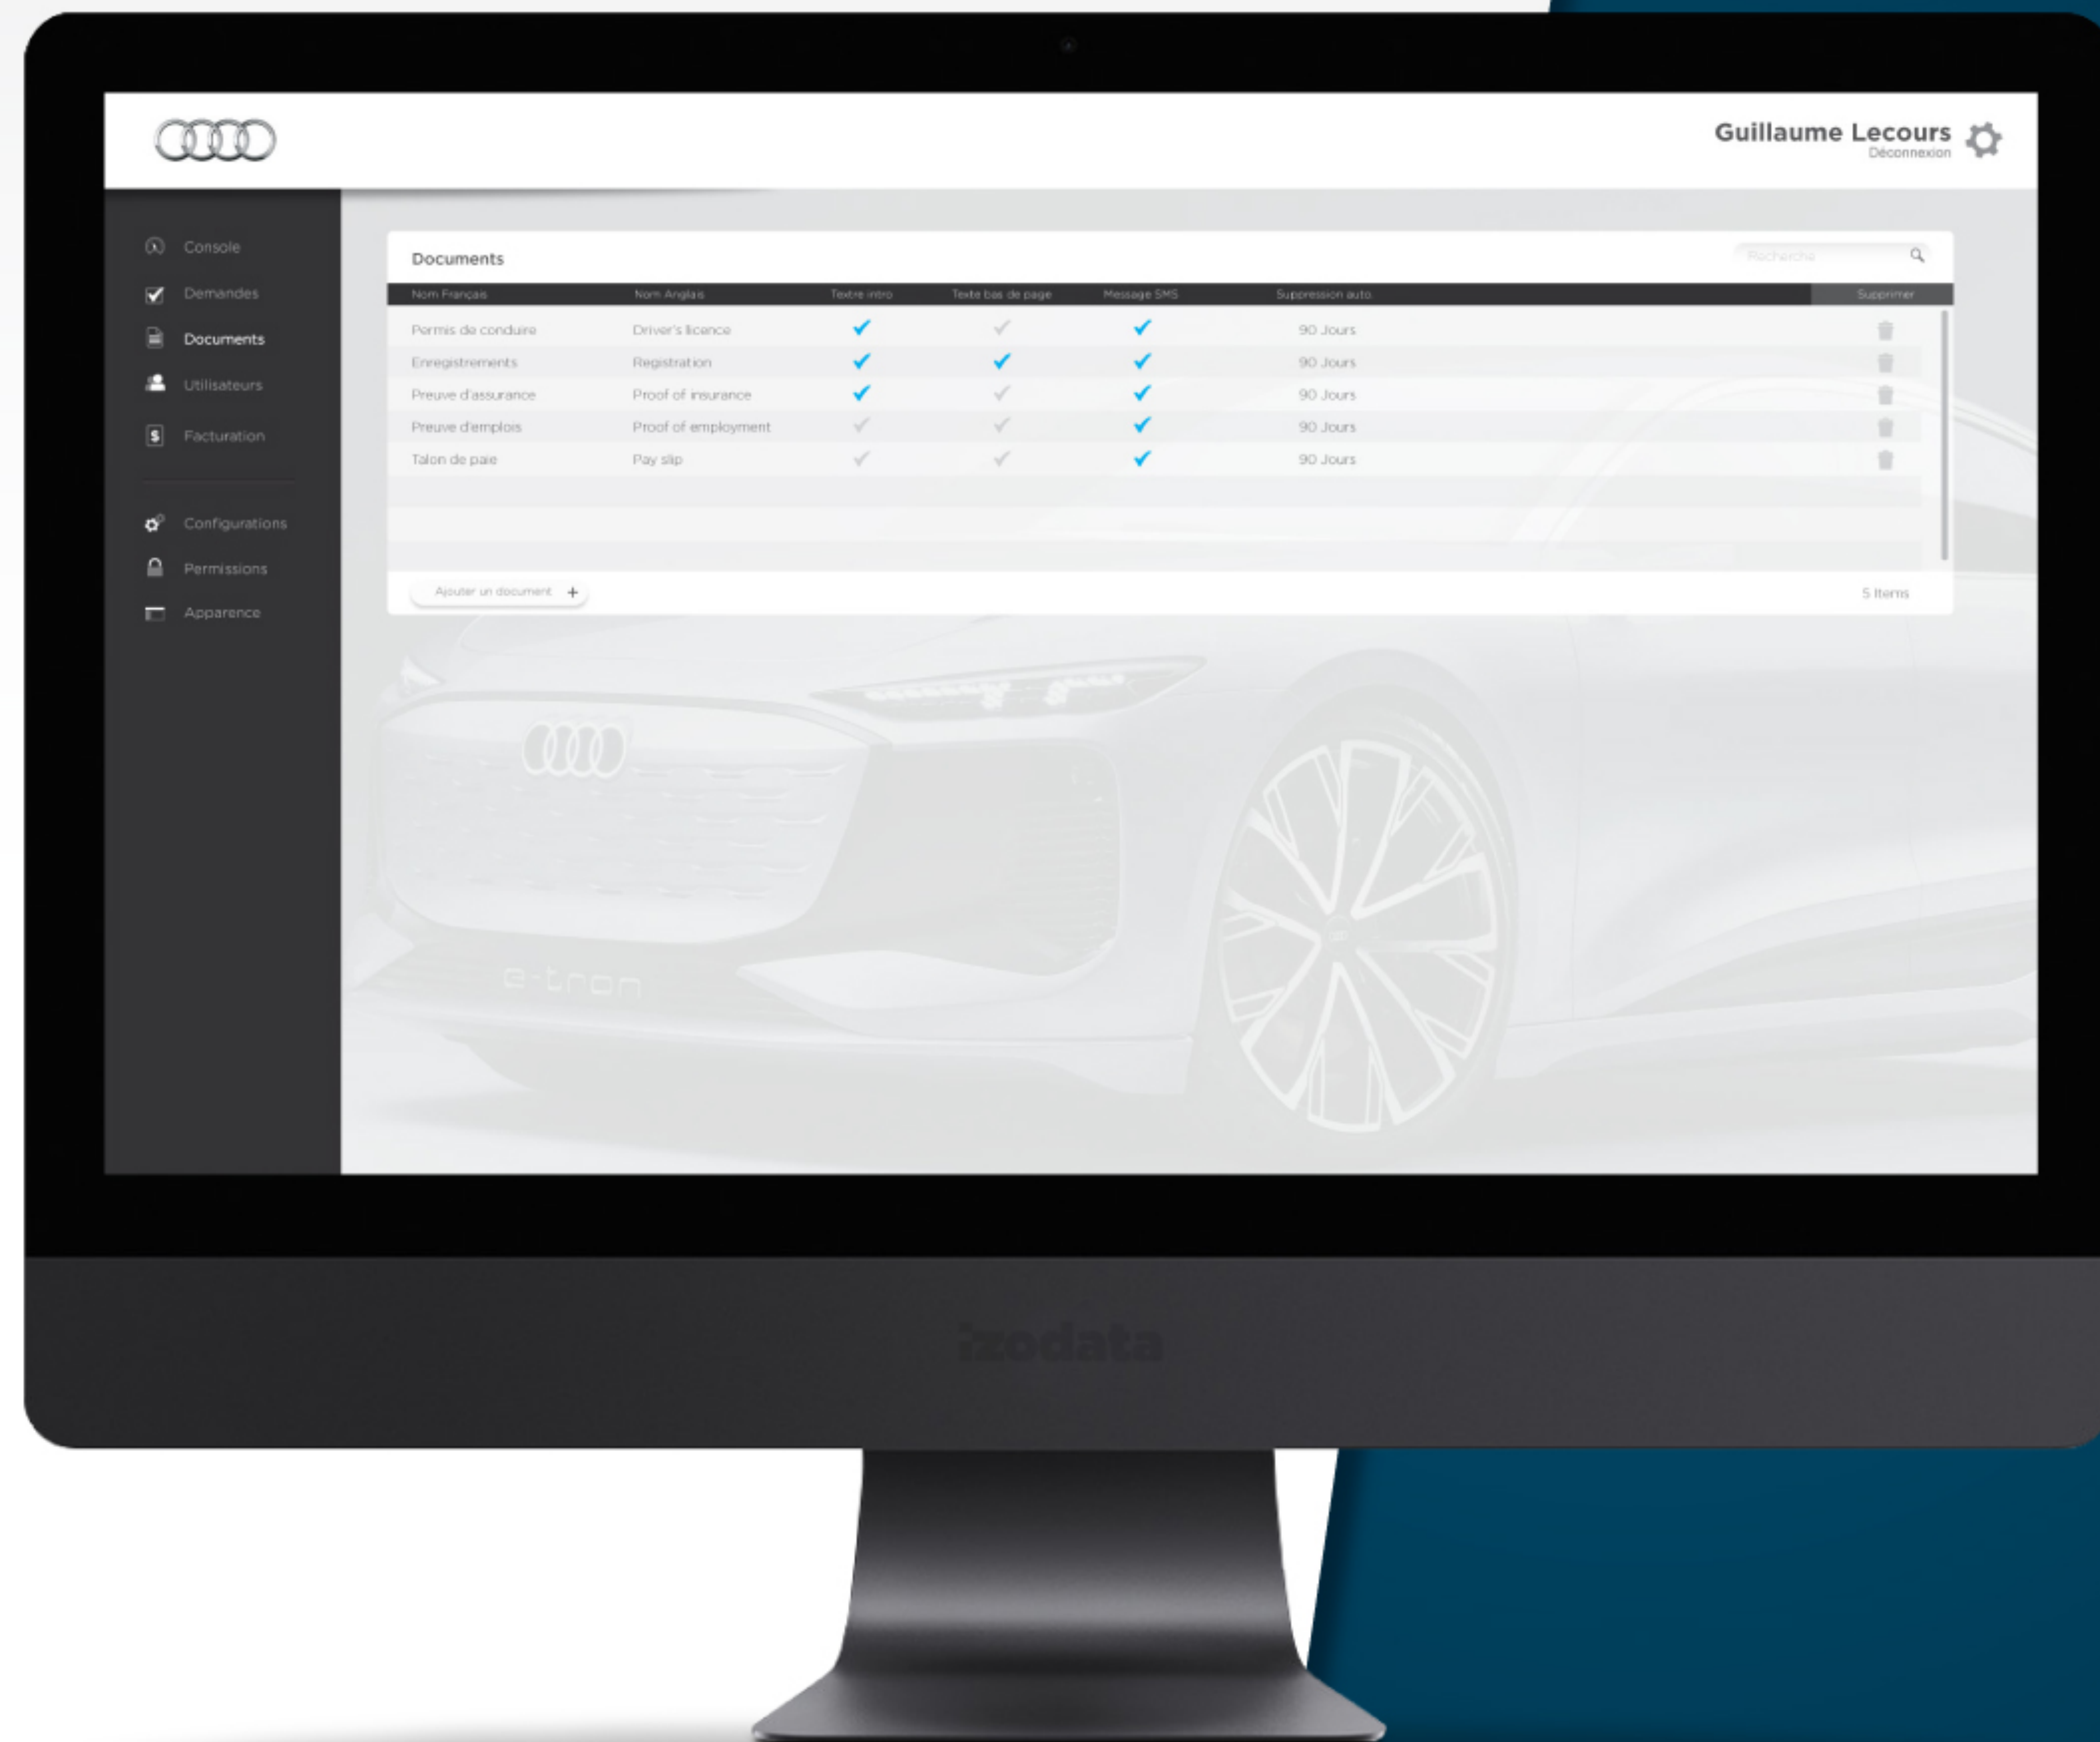 Guillaume Lecours
Déconnexion
Console
Demandes
Documents
Utilisateurs
Facturation
Configurations
Permissions
Apparence
Documents
Recherche
Nom Français Nom Anglais Textre intro Texte bas de page Message SMS Suppression auto. Supprimer
Permis de conduire Driver's licence 90 Jours
Enregistrements Registration 90 Jours
Preuve d'assurance Proof of insurance 90 Jours
Preuve d'emplois Proof of employment 90 Jours
Talon de paie Pay slip 90 Jours
Ajouter un document +
5 Items
e-tron
izodata